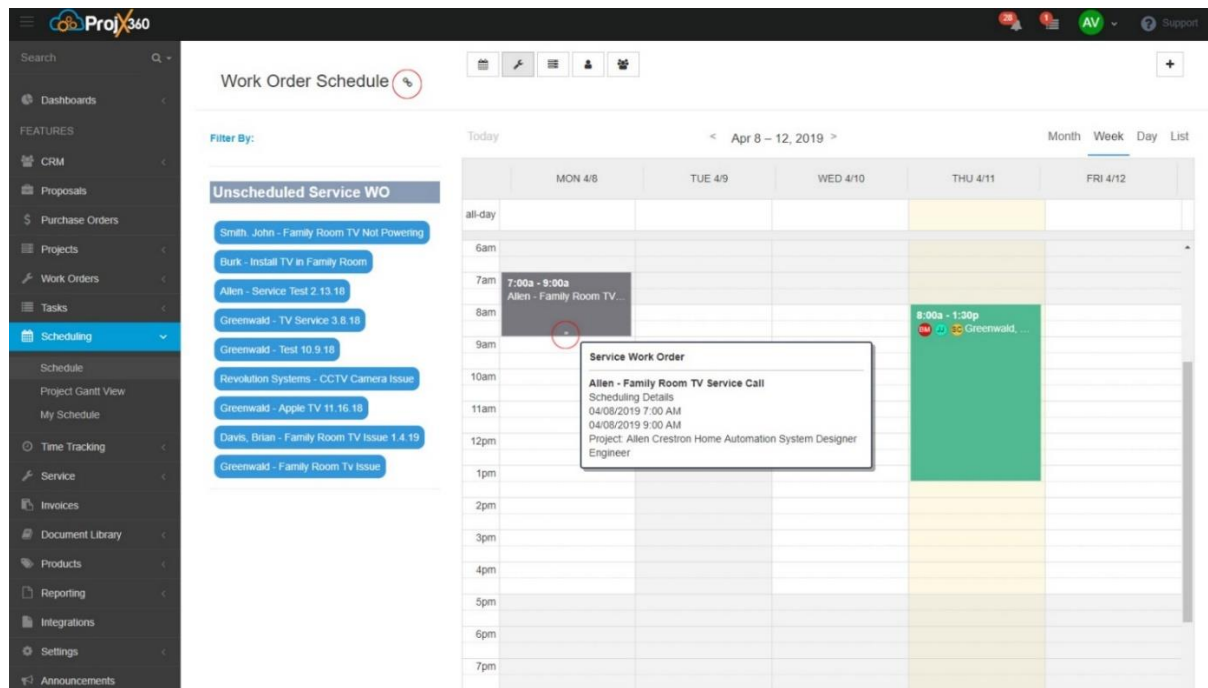 ProjX360
28
1
AV
Support
Search
Dashboards
FEATURES
CRM
Proposals
Purchase Orders
Projects
Work Orders
Tasks
Scheduling
Schedule
Project Gantt View
My Schedule
Time Tracking
Service
Invoices
Document Library
Products
Reporting
Integrations
Settings
Announcements
Work Order Schedule
+
Filter By:
Unscheduled Service WO
Smith. John - Family Room TV Not Powering
Burk - Install TV in Family Room
Allen - Service Test 2.13.18
Greenwald - TV Service 3.8.18
Greenwald - Test 10.9.18
Revolution Systems - CCTV Camera Issue
Greenwald - Apple TV 11.16.18
Davis, Brian - Family Room TV Issue 1.4.19
Greenwald - Family Room Tv Issue
Today
< Apr 8 – 12, 2019 >
Month Week Day List
MON 4/8 TUE 4/9 WED 4/10 THU 4/11 FRI 4/12
all-day
6am
7am
8am
9am
10am
11am
12pm
1pm
2pm
3pm
4pm
5pm
6pm
7pm
7:00a - 9:00a
Allen - Family Room TV...
Service Work Order
Allen - Family Room TV Service Call
Scheduling Details
04/08/2019 7:00 AM
04/08/2019 9:00 AM
Project: Allen Crestron Home Automation System Designer
Engineer
8:00a - 1:30p
BM JJ SC Greenwald, ...